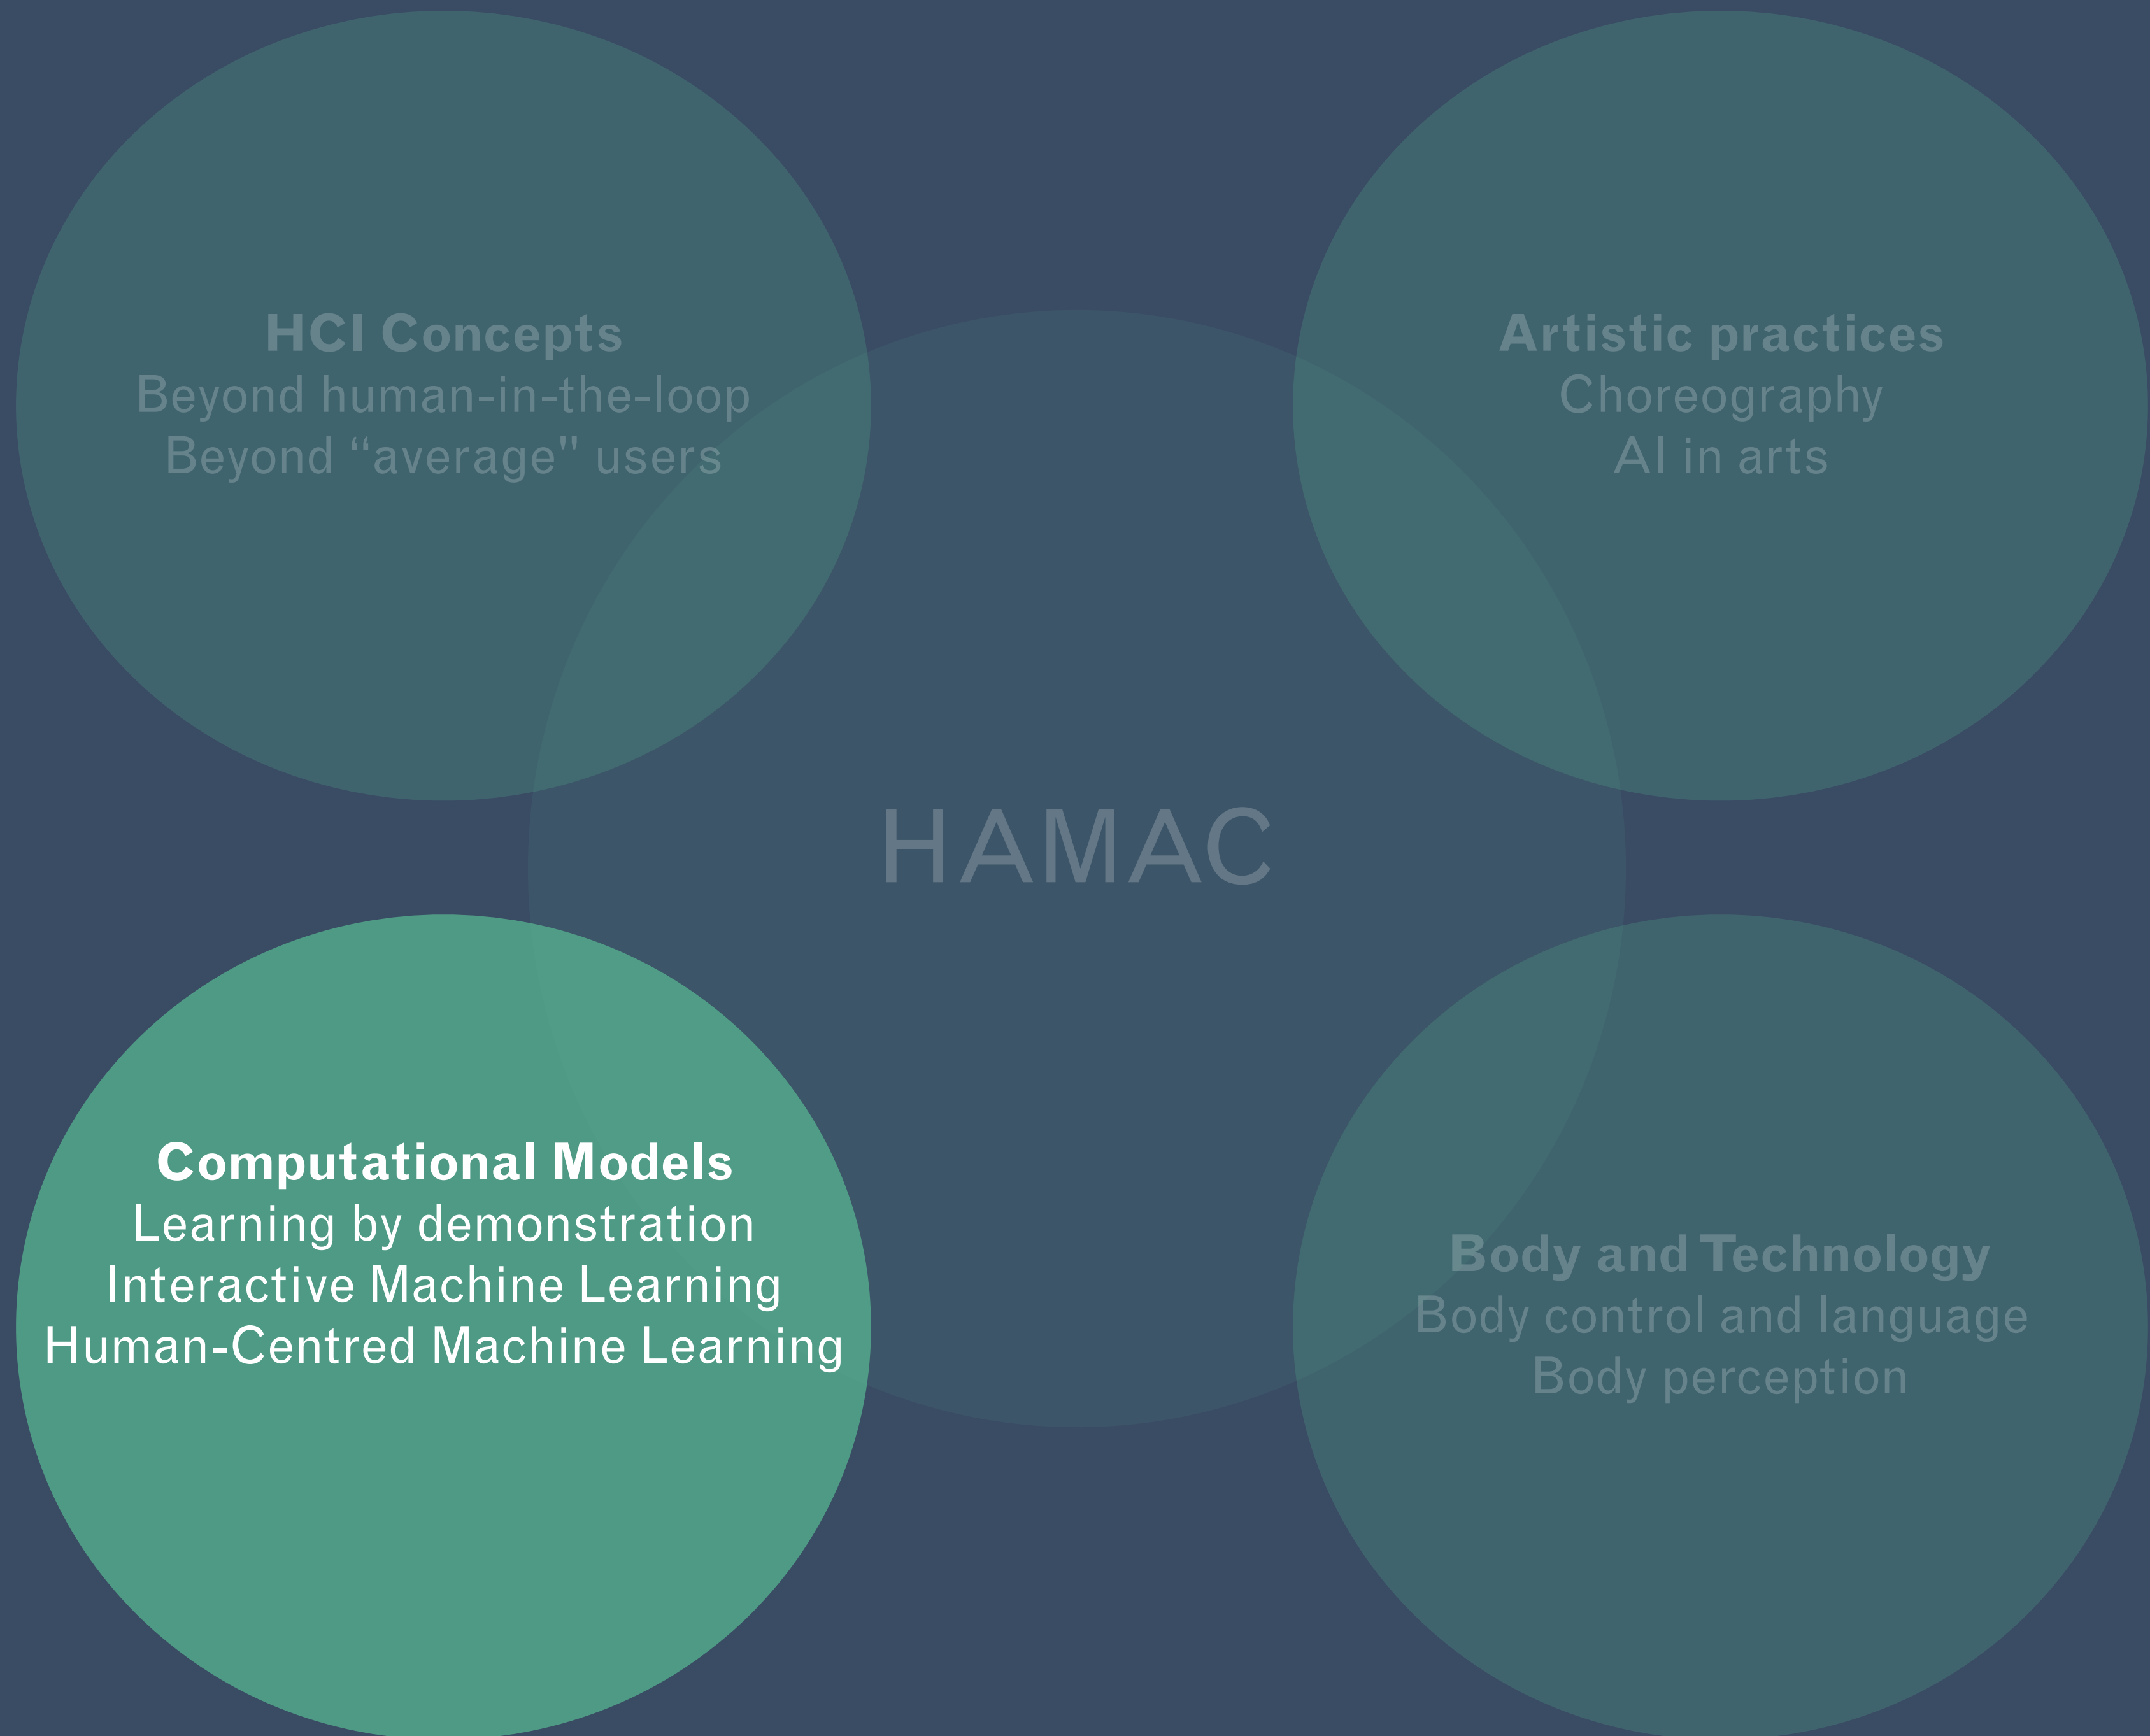 HCI Concepts
Beyond human-in-the-loop
Beyond “average" users
Artistic practices
Choreography
AI in arts
HAMAC
Computational Models
Learning by demonstration
Interactive Machine Learning
Human-Centred Machine Learning
Body and Technology
Body control and language
Body perception